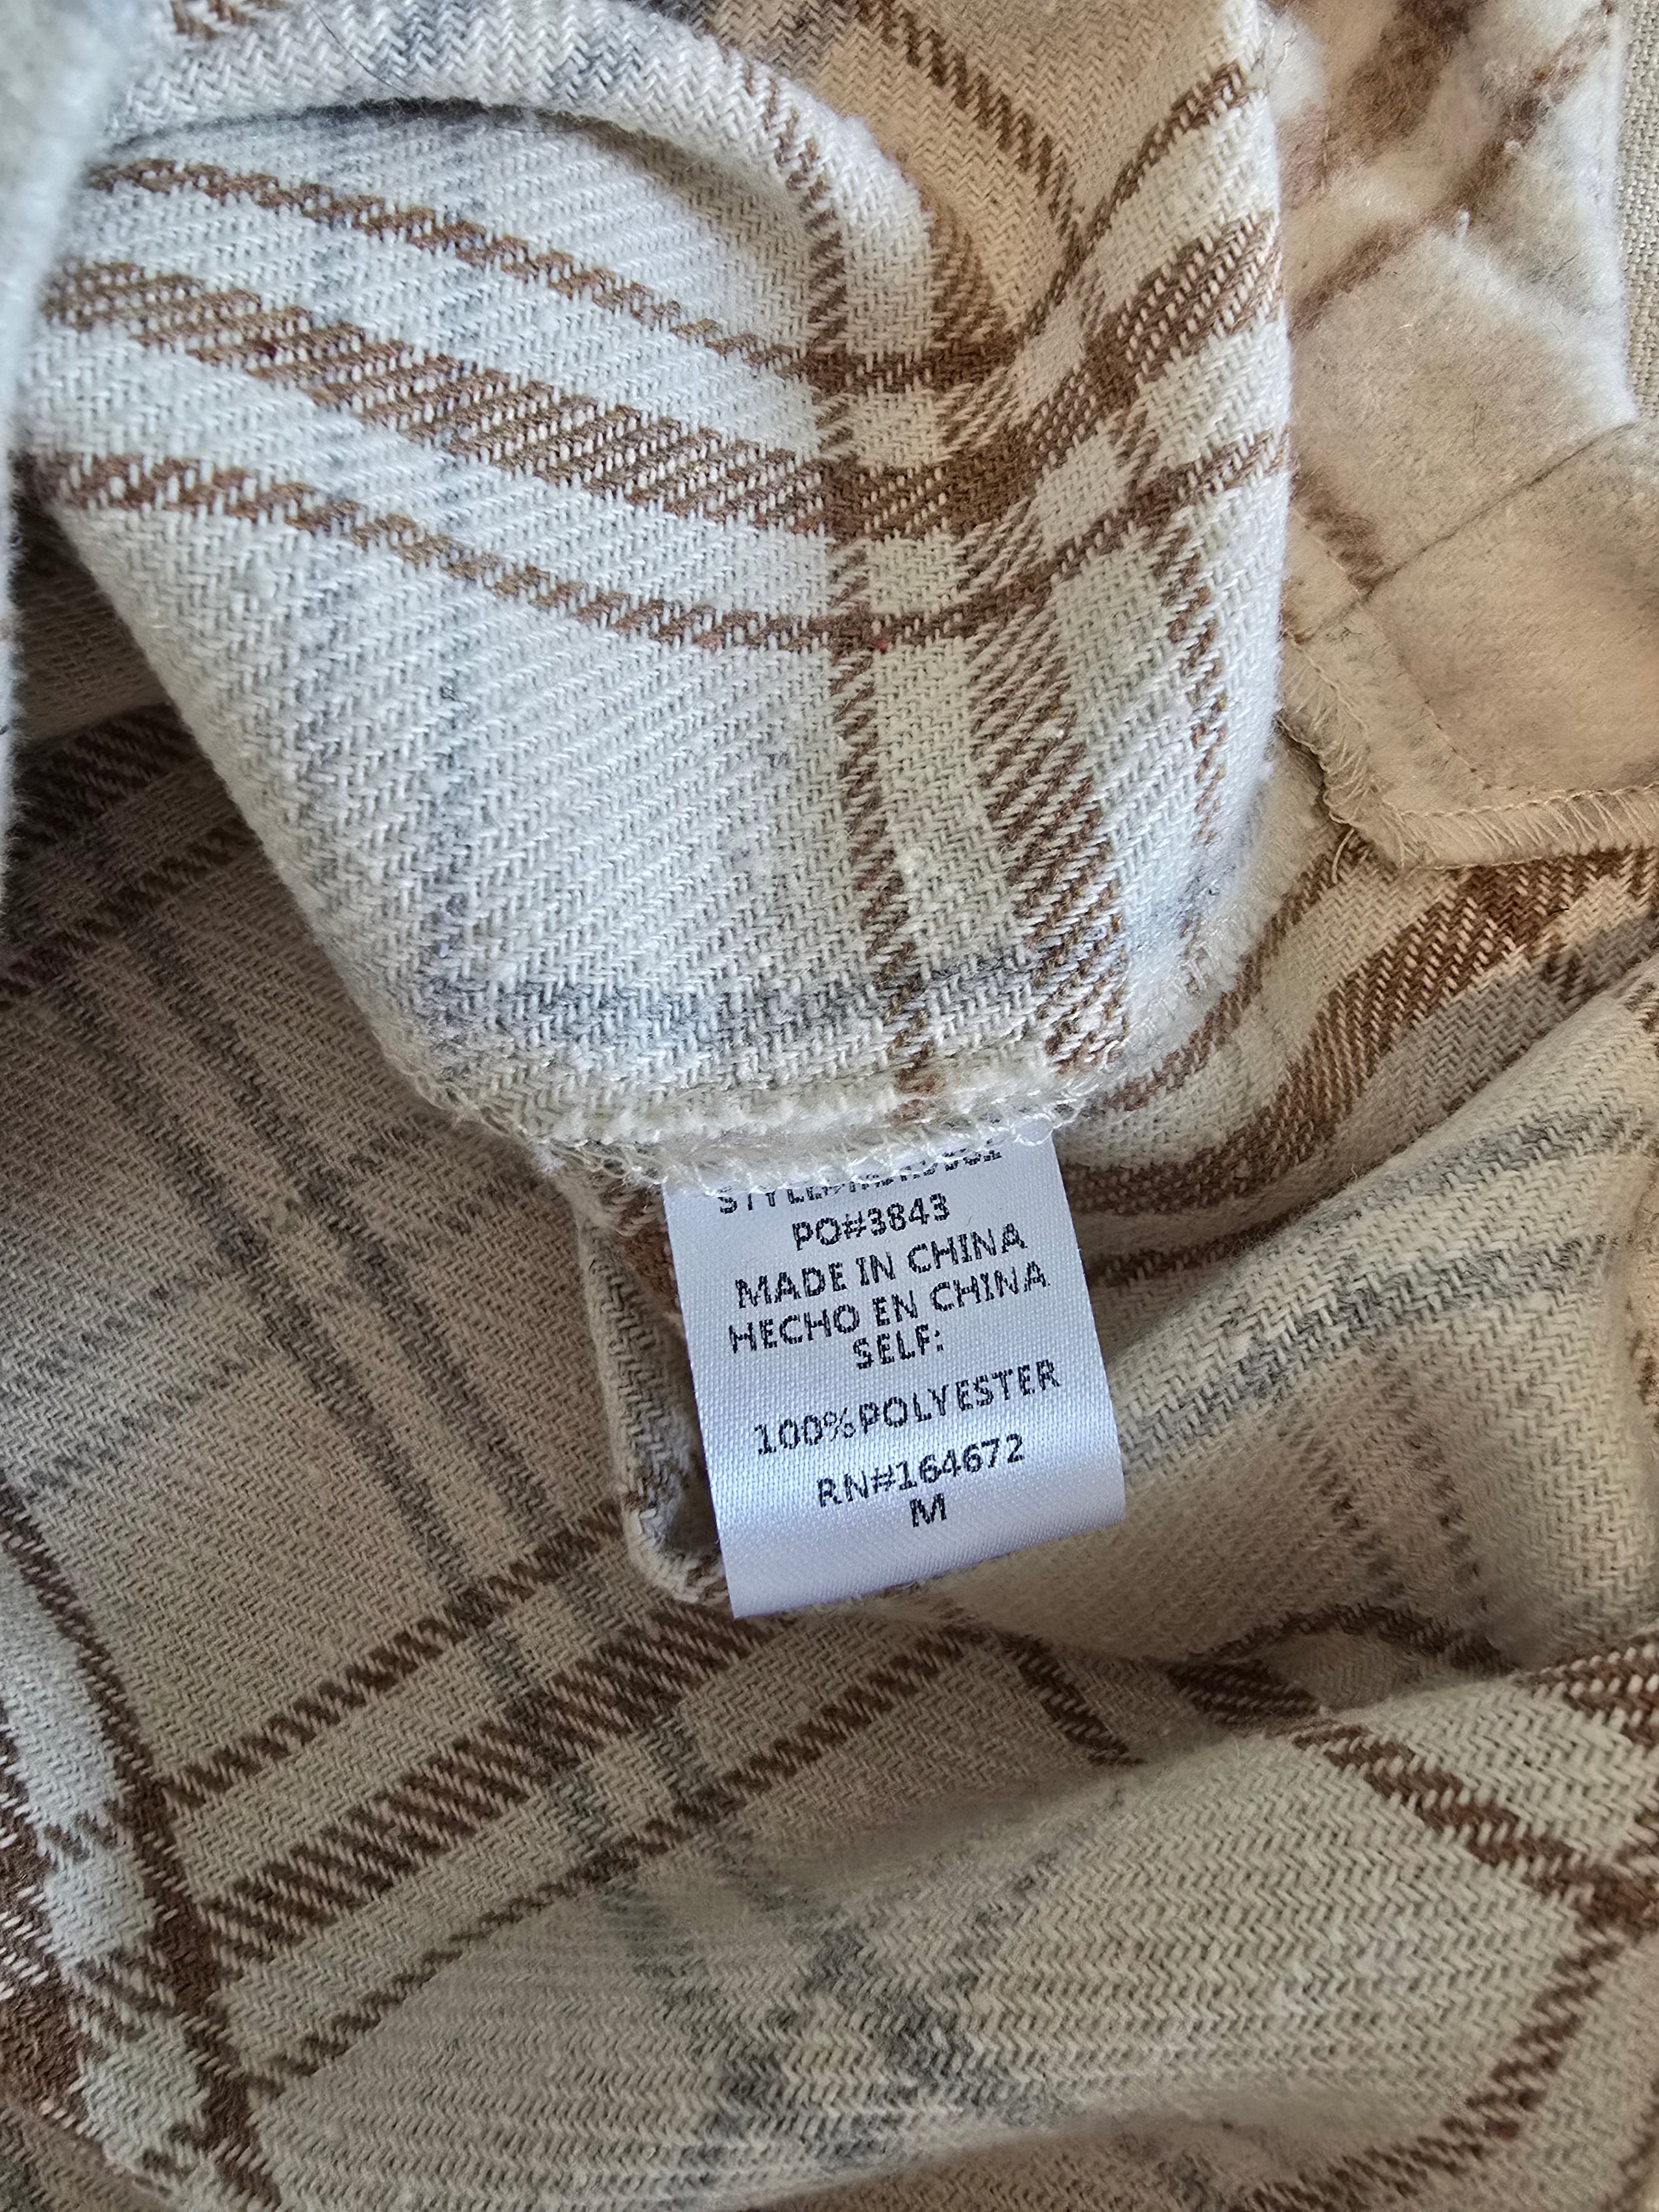 PO#3843
MADE IN CHINA
HECHO EN CHINA
SELF:
100%POLYESTER
RN#164672
M